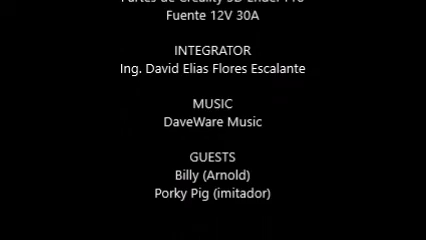 Fuente 12V 30A
INTEGRATOR
Ing. David Elias Flores Escalante
MUSIC
DaveWare Music
GUESTS
Billy (Arnold)
Porky Pig (imitador)